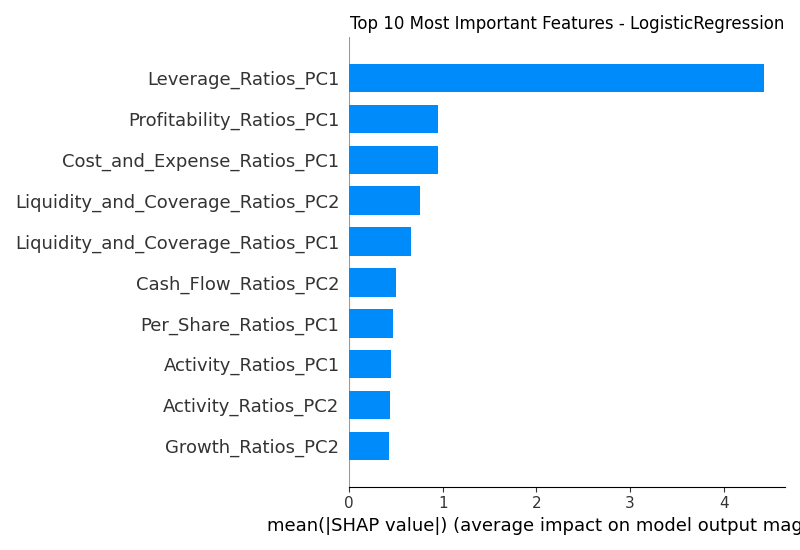 Top 10 Most Important Features - LogisticRegression
Leverage_Ratios_PC1
Profitability_Ratios_PC1
Cost_and_Expense_Ratios_PC1
Liquidity_and_Coverage_Ratios_PC2
Liquidity_and_Coverage_Ratios_PC1
Cash_Flow_Ratios_PC2
Per_Share_Ratios_PC1
Activity_Ratios_PC1
Activity_Ratios_PC2
Growth_Ratios_PC2
0 1 2 3 4
mean(|SHAP value|) (average impact on model output mag